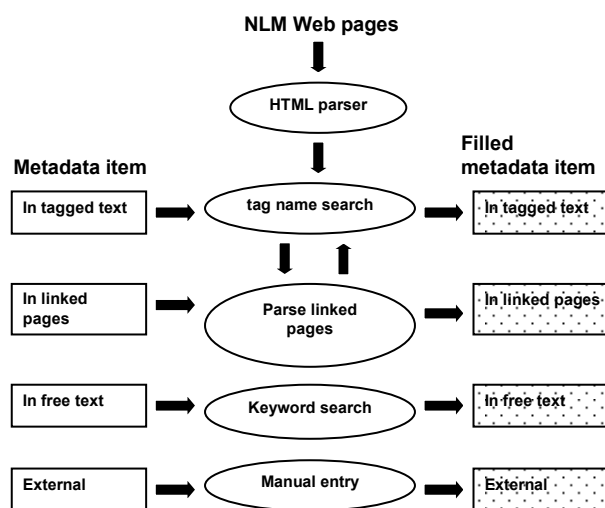 NLM Web pages
HTML parser
Metadata item
Filled
metadata item
In tagged text
tag name search
In tagged text
In linked
pages
Parse linked
pages
In linked pages
In free text
Keyword search
In free text
External
Manual entry
External